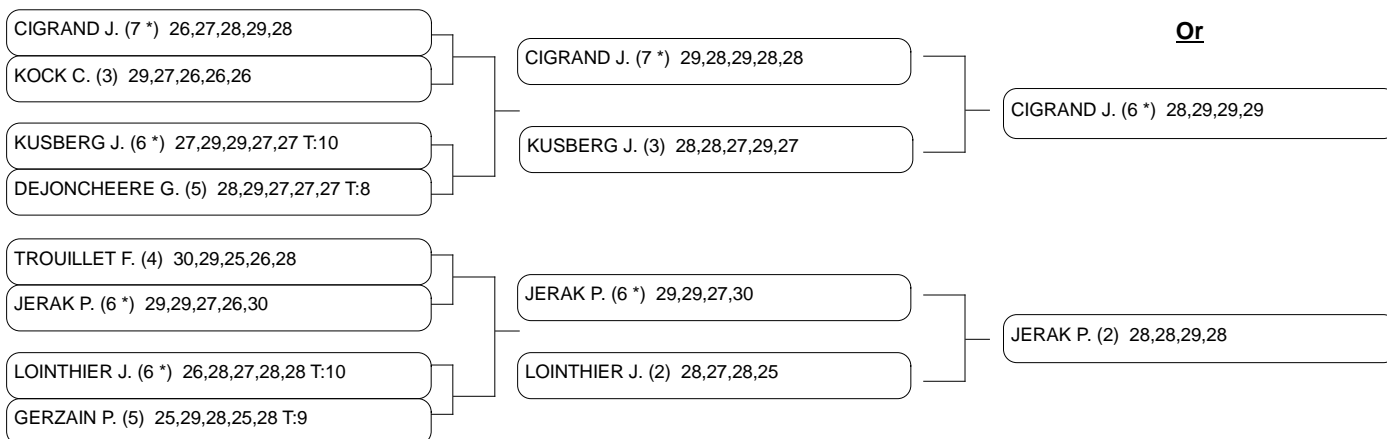 CIGRAND J. (7 *) 26,27,28,29,28
KOCK C. (3) 29,27,26,26,26
KUSBERG J. (6 *) 27,29,29,27,27 T:10
DEJONCHEERE G. (5) 28,29,27,27,27 T:8
TROUILLET F. (4) 30,29,25,26,28
JERAK P. (6 *) 29,29,27,26,30
LOINTHIER J. (6 *) 26,28,27,28,28 T:10
GERZAIN P. (5) 25,29,28,25,28 T:9
CIGRAND J. (7 *) 29,28,29,28,28
KUSBERG J. (3) 28,28,27,29,27
JERAK P. (6 *) 29,29,27,30
LOINTHIER J. (2) 28,27,28,25
Or
CIGRAND J. (6 *) 28,29,29,29
JERAK P. (2) 28,28,29,28